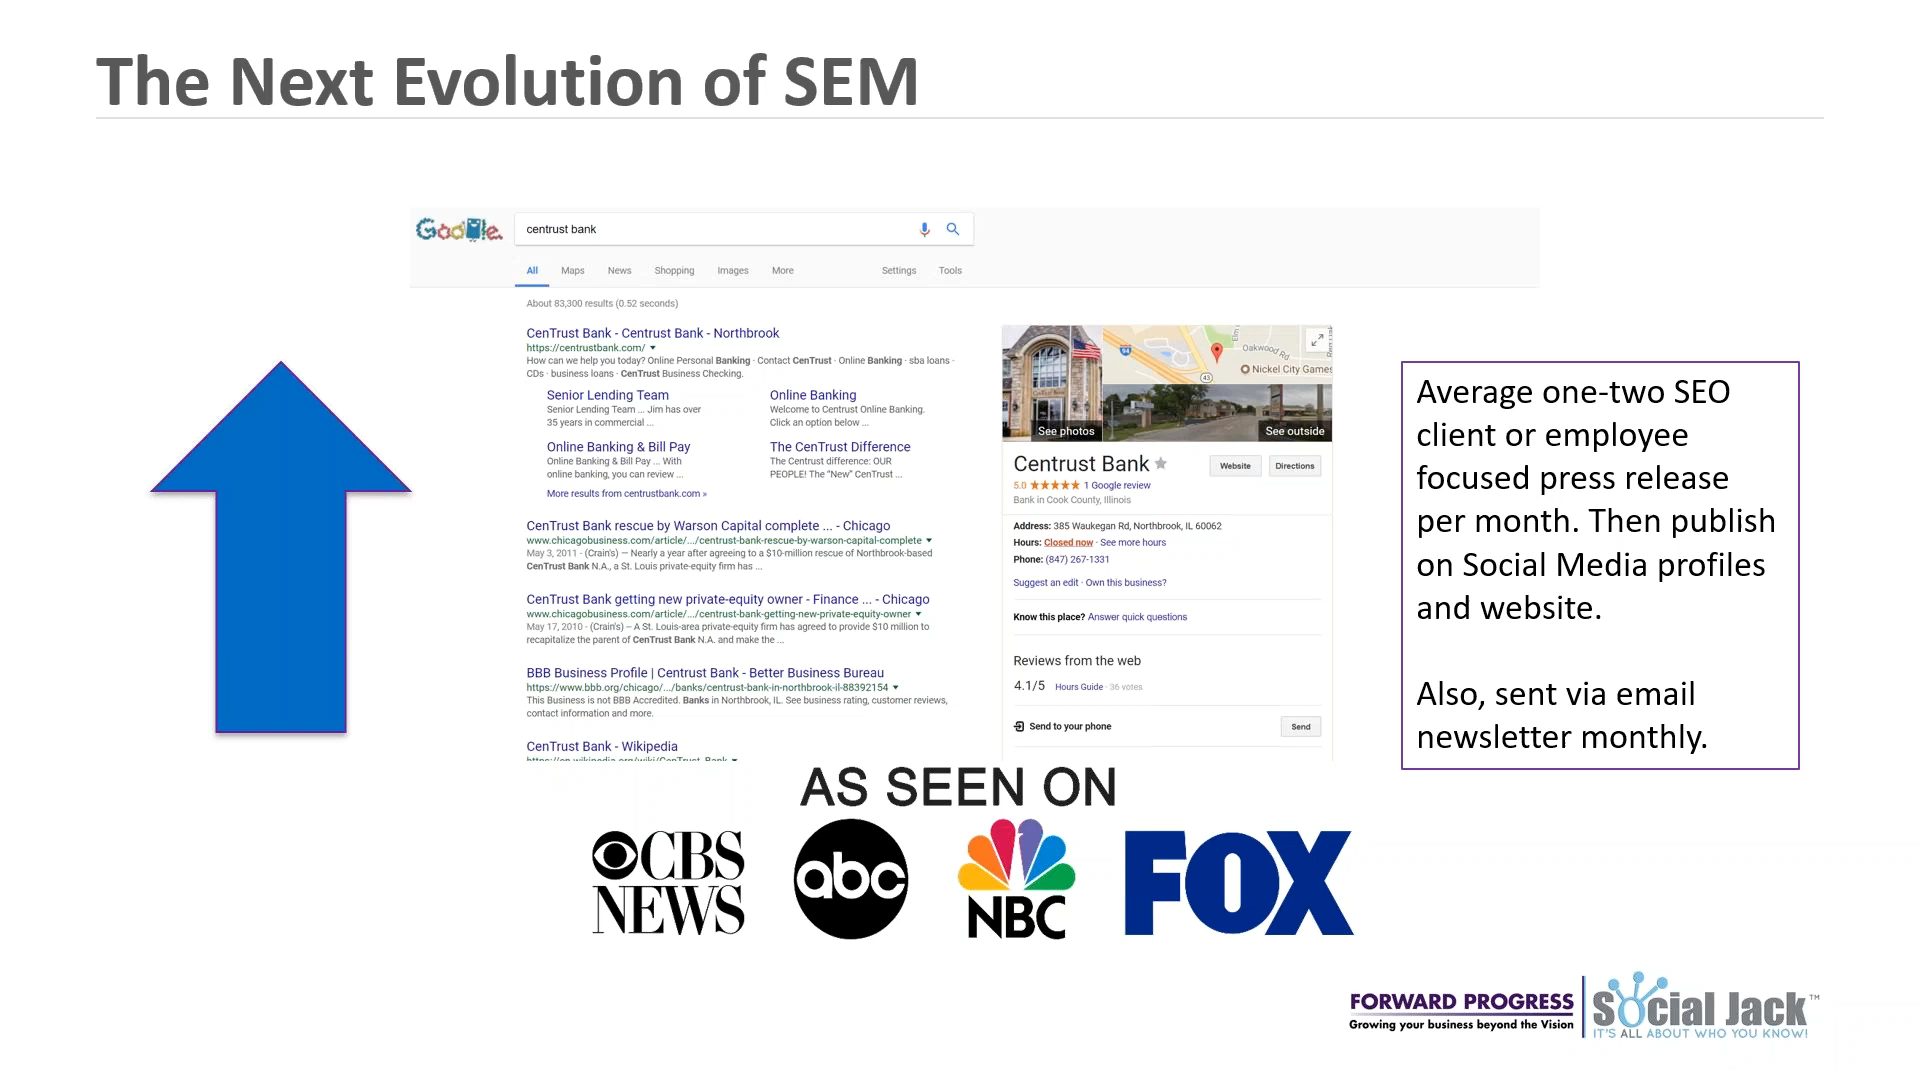 The Next Evolution of SEM
Google
centrust bank
All Maps News Shopping Images More Settings Tools
About 83,300 results (0.52 seconds)
CenTrust Bank - Centrust Bank - Northbrook
https://centrustbank.com/
How can we help you today? Online Personal Banking · Contact CenTrust · Online Banking · sba loans ·
CDs · business loans · CenTrust Business Checking.
Senior Lending Team
Senior Lending Team ... Jim has over
35 years in commercial ...
Online Banking
Welcome to Centrust Online Banking.
Click an option below ...
Online Banking & Bill Pay
Online Banking & Bill Pay ... With
online banking, you can review ...
The CenTrust Difference
The Centrust difference: OUR
PEOPLE! The “New” CenTrust ...
More results from centrustbank.com »
CenTrust Bank rescue by Warson Capital complete ... - Chicago
www.chicagobusiness.com/article/.../centrust-bank-rescue-by-warson-capital-complete
May 3, 2011 - (Crain's) — Nearly a year after agreeing to a $10-million rescue of Northbrook-based
CenTrust Bank N.A., a St. Louis private-equity firm has ...
CenTrust Bank getting new private-equity owner - Finance ... - Chicago
www.chicagobusiness.com/article/.../centrust-bank-getting-new-private-equity-owner
May 17, 2010 - (Crain's) – A St. Louis-area private-equity firm has agreed to provide $10 million to
recapitalize the parent of CenTrust Bank N.A. and make the ...
BBB Business Profile | Centrust Bank - Better Business Bureau
https://www.bbb.org/chicago/.../banks/centrust-bank-in-northbrook-il-88392154
This Business is not BBB Accredited. Banks in Northbrook, IL. See business rating, customer reviews,
contact information and more.
CenTrust Bank - Wikipedia
https://en.wikipedia.org/wiki/CenTrust_Bank
See photos
94
43
Elm
Oakwood Rd
Nickel City Games
See outside
Centrust Bank
Website
Directions
5.0 ★★★★★ 1 Google review
Bank in Cook County, Illinois
Address: 385 Waukegan Rd, Northbrook, IL 60062
Hours: Closed now · See more hours
Phone: (847) 267-1331
Suggest an edit · Own this business?
Know this place? Answer quick questions
Reviews from the web
4.1/5 Hours Guide · 36 votes
Send to your phone
Send
Average one-two SEO
client or employee
focused press release
per month. Then publish
on Social Media profiles
and website.
Also, sent via email
newsletter monthly.
AS SEEN ON
CBS
NEWS
abc
NBC
FOX
FORWARD PROGRESS
Growing your business beyond the Vision
Social Jack™
IT'S ALL ABOUT WHO YOU KNOW!